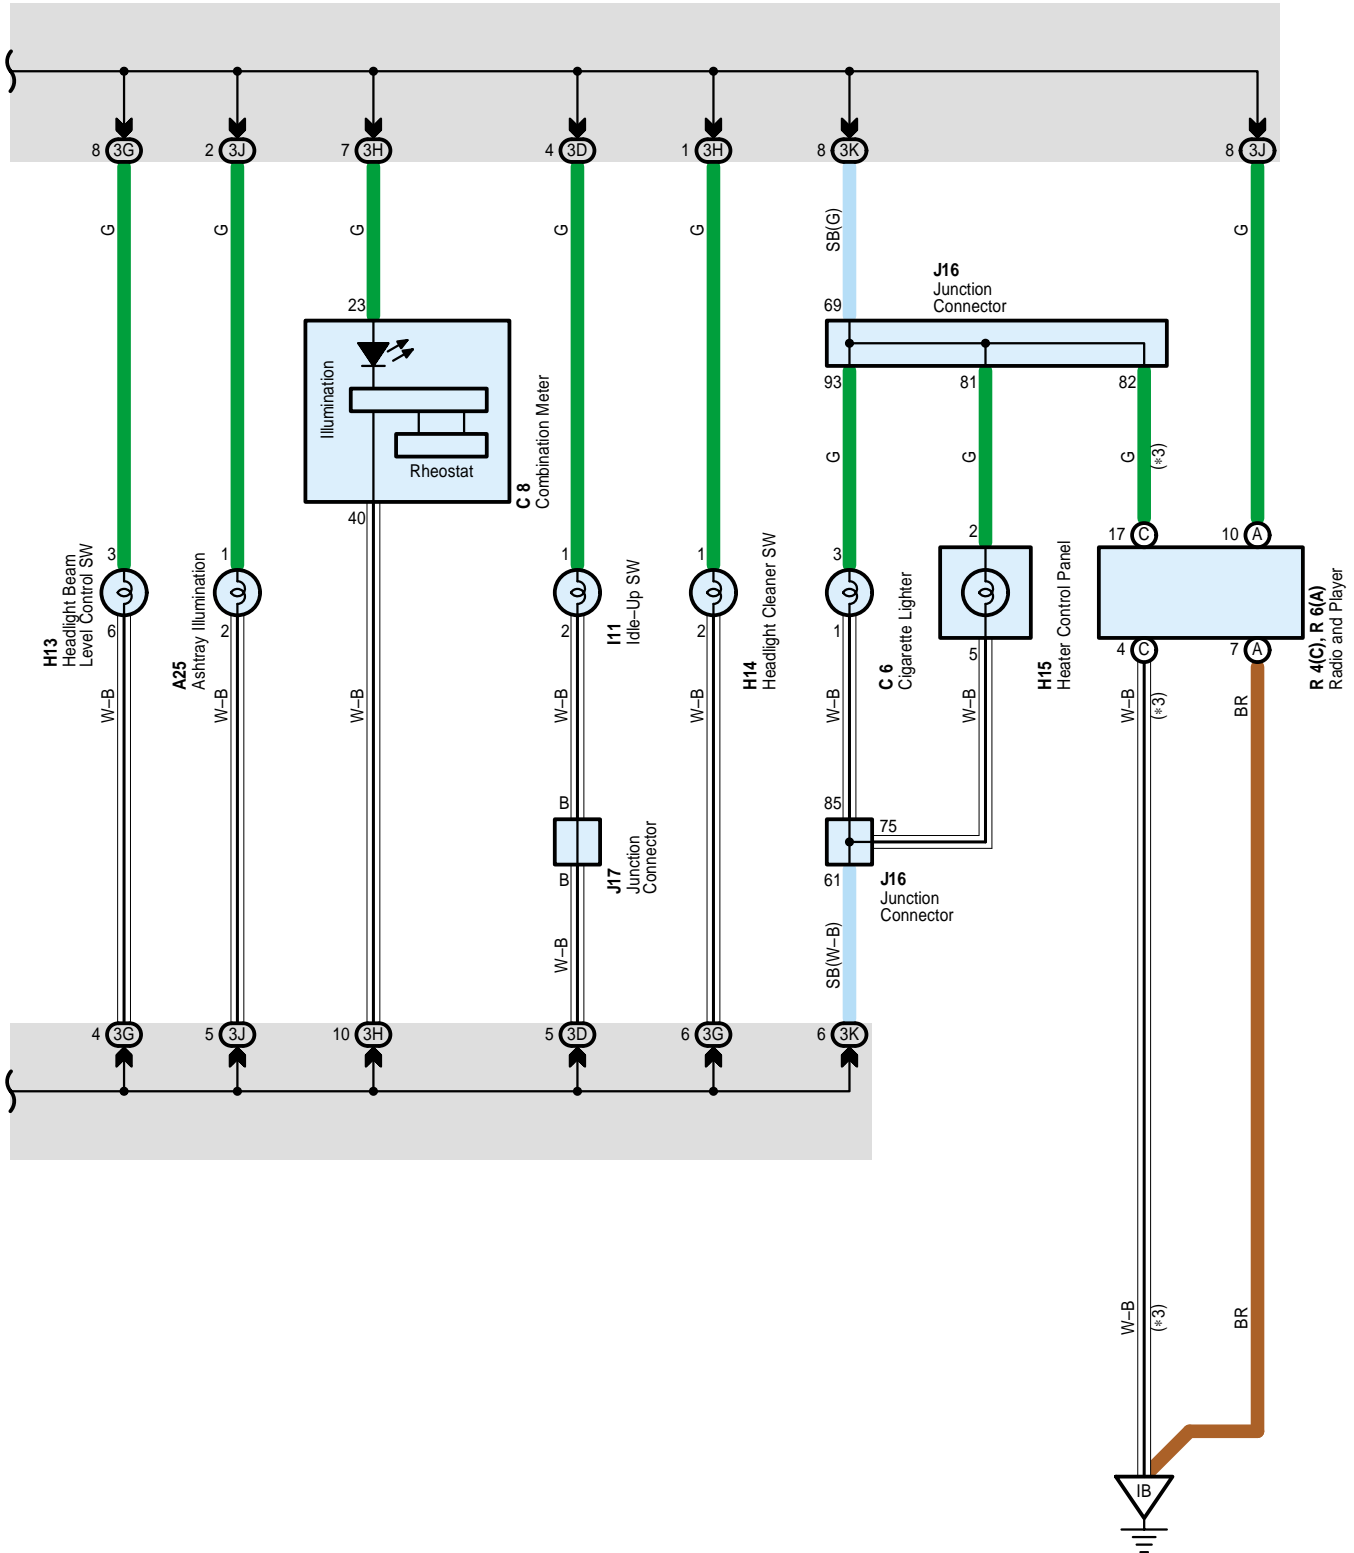 8 3G
2 3J
7 3H
4 3D
1 3H
8 3K
8 3J
G
G
G
G
G
SB(G)
G
J16
Junction
Connector
23
69
Illumination
Rheostat
C 8
Combination Meter
93
81
82
G
G
G
(∗3)
40
17 C
10 A
3
1
1
1
3
2
H13
Headlight Beam
Level Control SW
A25
Ashtray Illumination
I11
Idle–Up SW
H14
Headlight Cleaner SW
C 6
Cigarette Lighter
H15
Heater Control Panel
R 4(C), R 6(A)
Radio and Player
6
2
2
2
1
5
4 C
7 A
W–B
W–B
W–B
W–B
W–B
W–B
W–B
W–B
(∗3)
BR
B
85
75
J17
Junction
Connector
B
61
J16
Junction
Connector
W–B
SB(W–B)
4 3G
5 3J
10 3H
5 3D
6 3G
6 3K
W–B
(∗3)
BR
IB